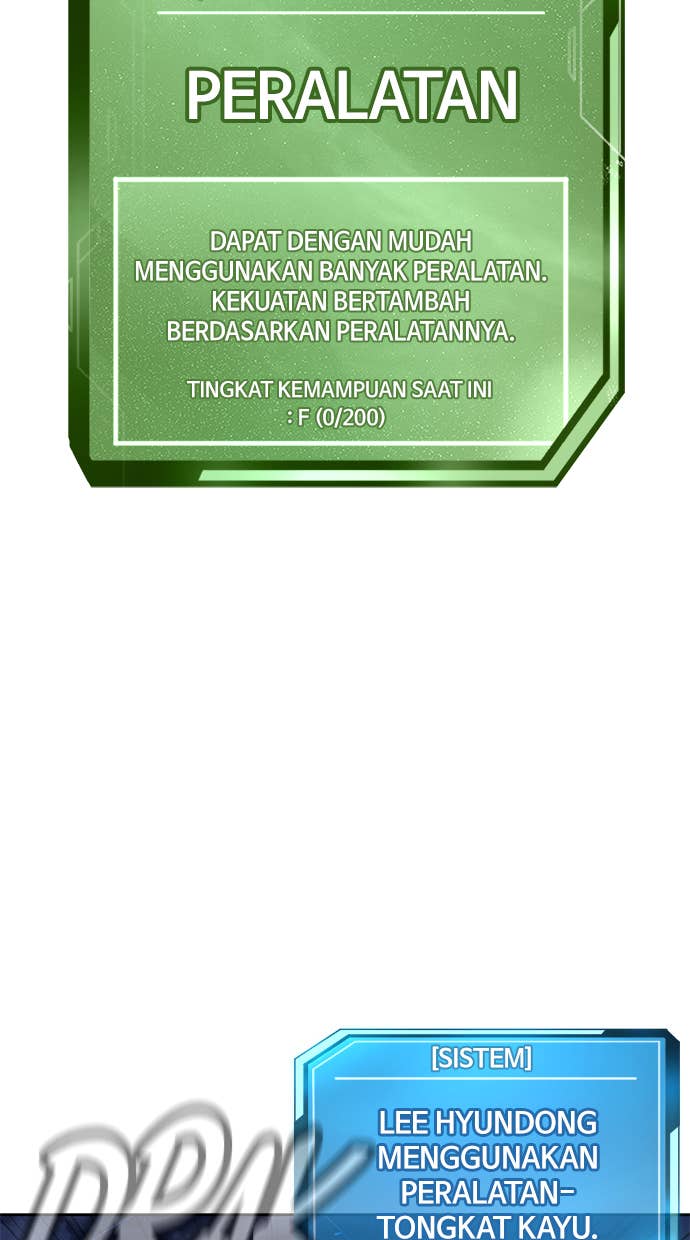 PERALATAN
DAPAT DENGAN MUDAH
MENGGUNAKAN BANYAK PERALATAN.
KEKUATAN BERTAMBAH
BERDASARKAN PERALATANNYA.
TINGKAT KEMAMPUAN SAAT INI
: F (0/200)
[SISTEM]
LEE HYUNDONG
MENGGUNAKAN
PERALATAN-
TONGKAT KAYU.
DRAK